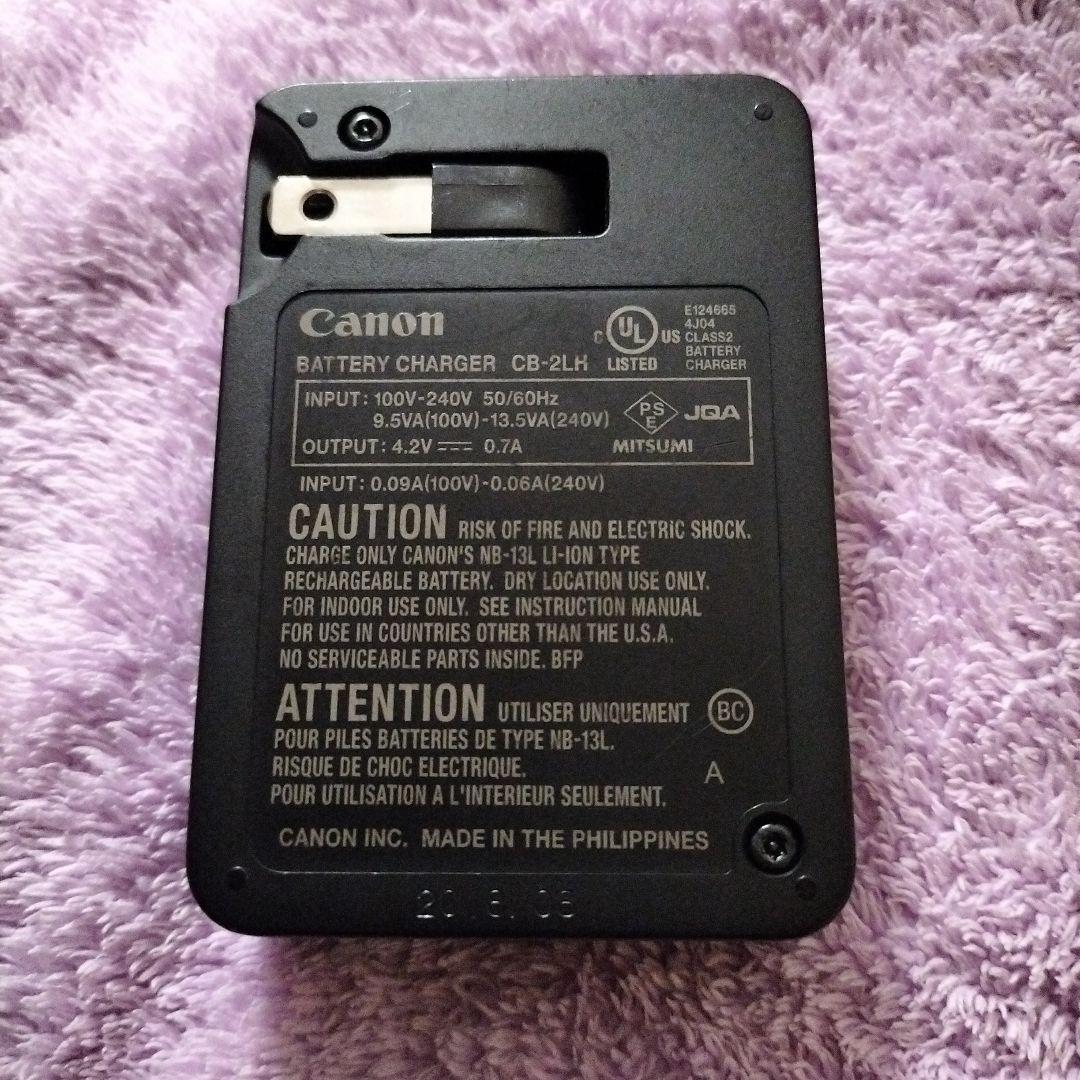 Canon
BATTERY CHARGER CB-2LH
C UL US
LISTED
E124665
4J04
CLASS2
BATTERY
CHARGER
INPUT: 100V-240V 50/60Hz
9.5VA(100V)-13.5VA(240V)
OUTPUT: 4.2V ⎓ 0.7A
PSE JQA
MITSUMI
INPUT: 0.09A(100V)-0.06A(240V)
CAUTION RISK OF FIRE AND ELECTRIC SHOCK.
CHARGE ONLY CANON'S NB-13L LI-ION TYPE
RECHARGEABLE BATTERY. DRY LOCATION USE ONLY.
FOR INDOOR USE ONLY. SEE INSTRUCTION MANUAL
FOR USE IN COUNTRIES OTHER THAN THE U.S.A.
NO SERVICEABLE PARTS INSIDE. BFP
ATTENTION UTILISER UNIQUEMENT
POUR PILES BATTERIES DE TYPE NB-13L.
RISQUE DE CHOC ELECTRIQUE.
POUR UTILISATION A L'INTERIEUR SEULEMENT.
BC
A
CANON INC. MADE IN THE PHILIPPINES